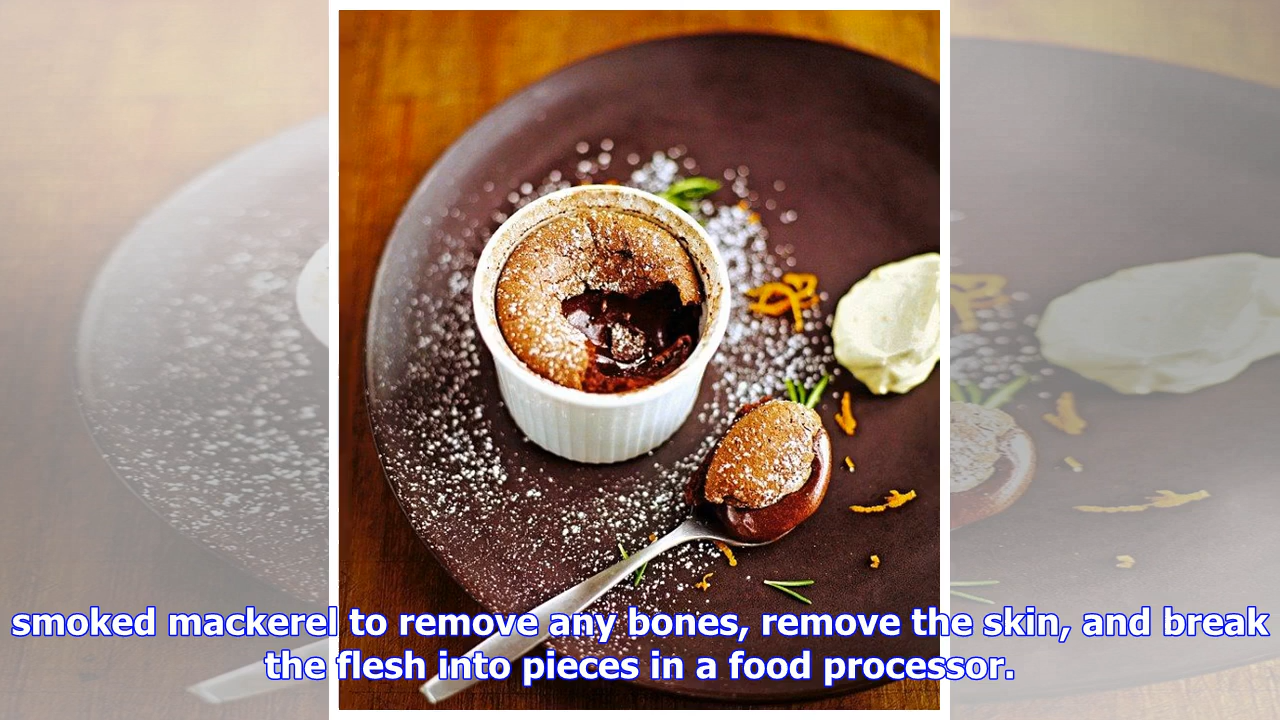 smoked mackerel to remove any bones, remove the skin, and break
the flesh into pieces in a food processor.